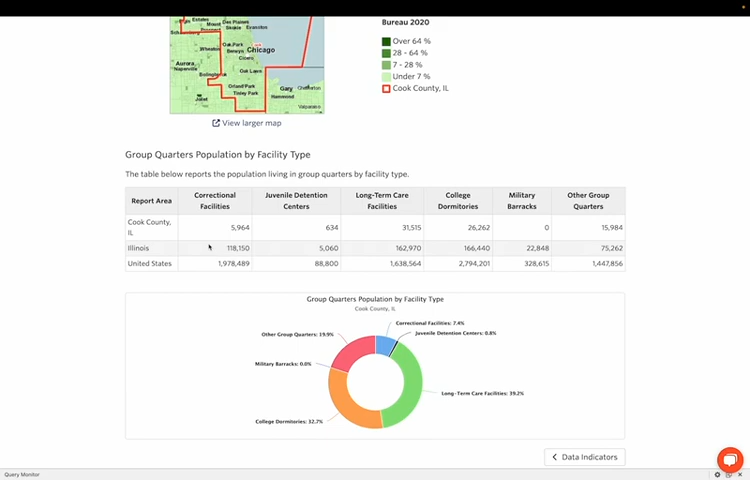 Bureau 2020
Over 64 %
28 - 64 %
7 - 28 %
Under 7 %
Cook County, IL
Evanston
Oak Park
Berwyn
Cicero
Chicago
Wheaton
Aurora
Naperville
Bolingbrook
Oak Lawn
Orland Park
Tinley Park
Joliet
Gary
Hammond
Valparaiso
View larger map
Group Quarters Population by Facility Type
The table below reports the population living in group quarters by facility type.
Report Area Correctional Facilities Juvenile Detention Centers Long-Term Care Facilities College Dormitories Military Barracks Other Group Quarters
Cook County, IL 5,964 634 31,515 26,262 0 15,984
Illinois 118,150 5,060 162,970 166,440 22,848 75,262
United States 1,978,489 88,800 1,638,564 2,794,201 328,615 1,447,856
Group Quarters Population by Facility Type
Cook County, IL
Correctional Facilities: 7.4%
Juvenile Detention Centers: 0.8%
Other Group Quarters: 19.9%
Military Barracks: 0.0%
Long-Term Care Facilities: 39.2%
College Dormitories: 32.7%
Data Indicators
Query Monitor